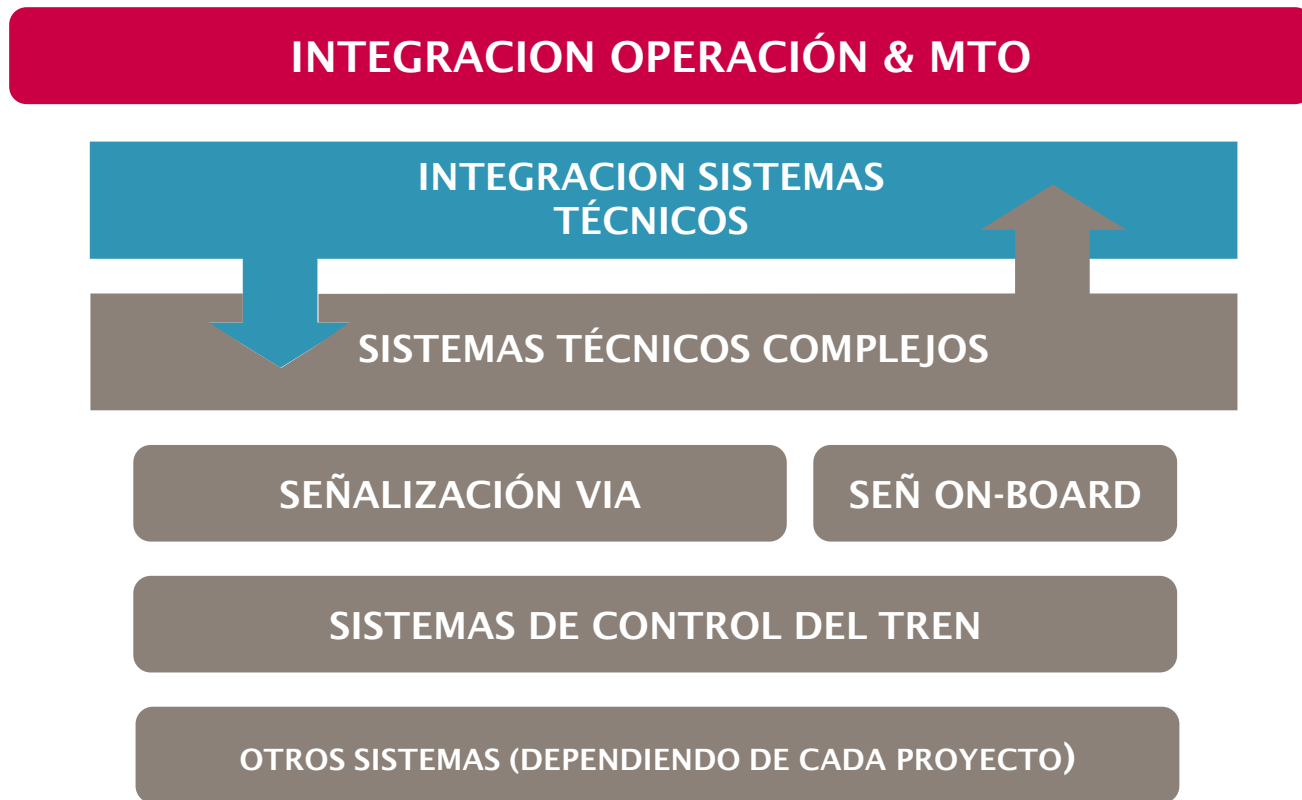 INTEGRACION OPERACIÓN & MTO
INTEGRACION SISTEMAS
TÉCNICOS
SISTEMAS TÉCNICOS COMPLEJOS
SEÑALIZACIÓN VIA
SEÑ ON-BOARD
SISTEMAS DE CONTROL DEL TREN
OTROS SISTEMAS (DEPENDIENDO DE CADA PROYECTO)